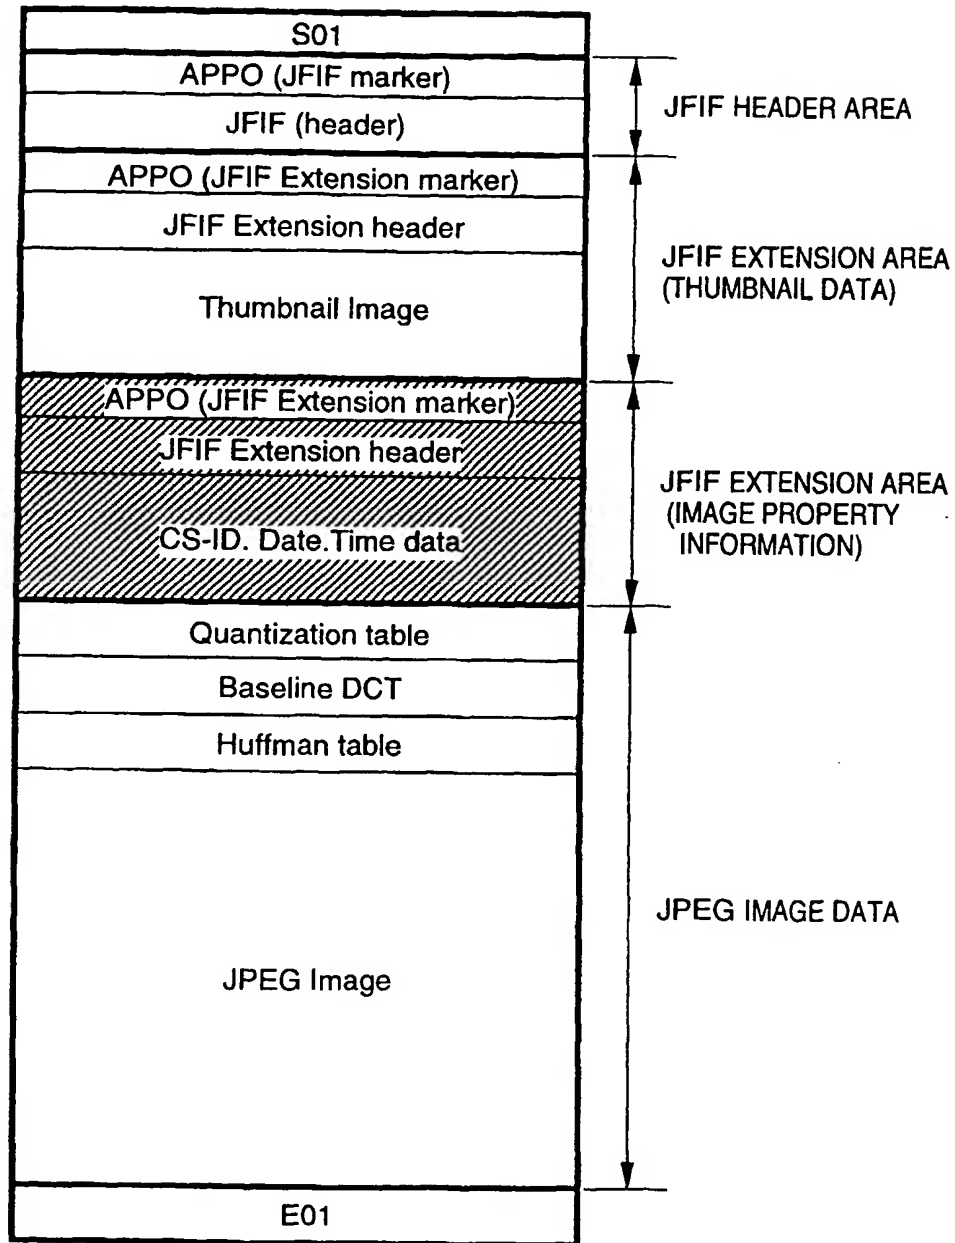 S01
APPO (JFIF marker)
JFIF (header)
JFIF HEADER AREA
APPO (JFIF Extension marker)
JFIF Extension header
Thumbnail Image
JFIF EXTENSION AREA
(THUMBNAIL DATA)
APPO (JFIF Extension marker)
JFIF Extension header
CS-ID. Date.Time data
JFIF EXTENSION AREA
(IMAGE PROPERTY
INFORMATION)
Quantization table
Baseline DCT
Huffman table
JPEG Image
JPEG IMAGE DATA
E01